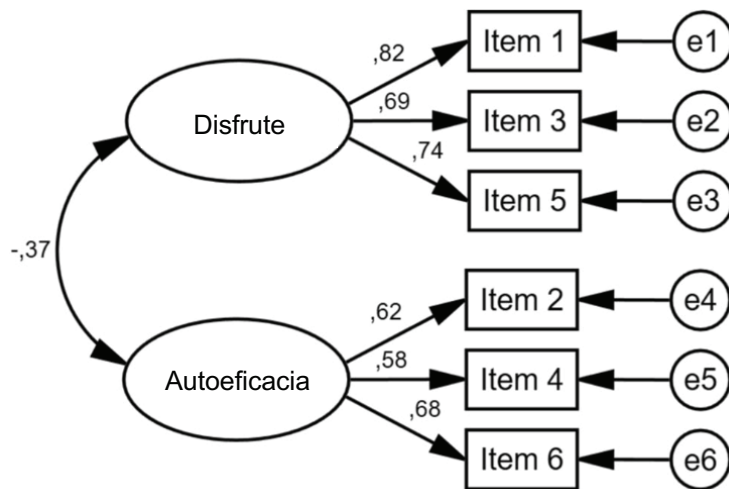 Disfrute
,82
Item 1
e1
,69
Item 3
e2
,74
Item 5
e3
-,37
Autoeficacia
,62
Item 2
e4
,58
Item 4
e5
,68
Item 6
e6